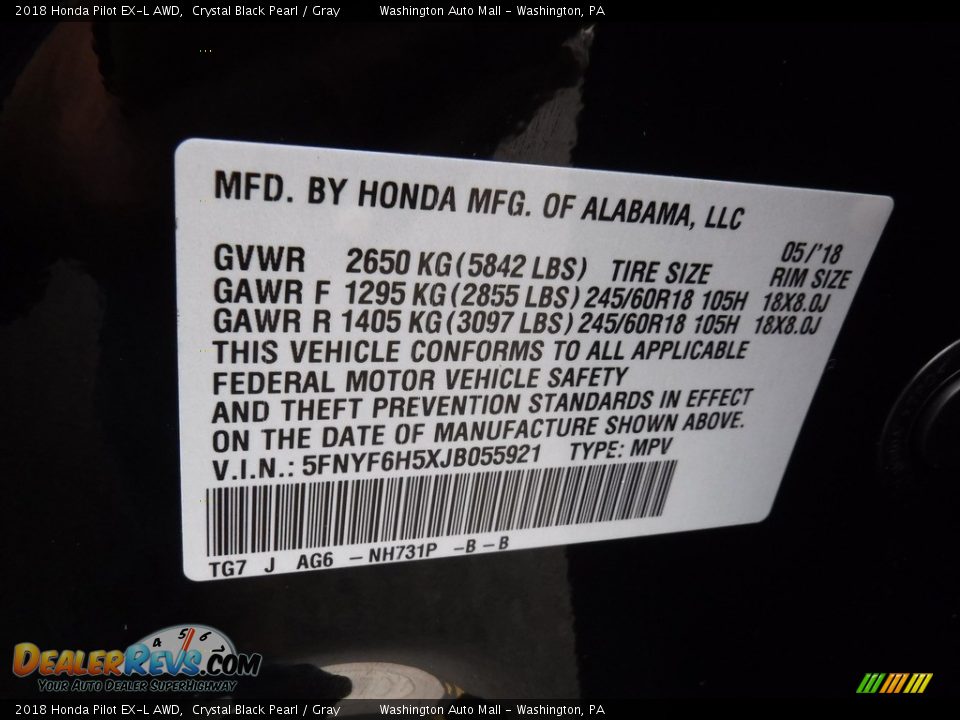 2018 Honda Pilot EX-L AWD, Crystal Black Pearl / Gray Washington Auto Mall - Washington, PA
MFD. BY HONDA MFG. OF ALABAMA, LLC
05/'18
GVWR 2650 KG (5842 LBS) TIRE SIZE RIM SIZE
GAWR F 1295 KG (2855 LBS) 245/60R18 105H 18X8.0J
GAWR R 1405 KG (3097 LBS) 245/60R18 105H 18X8.0J
THIS VEHICLE CONFORMS TO ALL APPLICABLE
FEDERAL MOTOR VEHICLE SAFETY
AND THEFT PREVENTION STANDARDS IN EFFECT
ON THE DATE OF MANUFACTURE SHOWN ABOVE.
V.I.N.: 5FNYF6H5XJB055921 TYPE: MPV
TG7 J AG6 - NH731P - B - B
4 5 6
DEALERREVS.COM
YOUR AUTO DEALER SUPERHIGHWAY
2018 Honda Pilot EX-L AWD, Crystal Black Pearl / Gray Washington Auto Mall - Washington, PA